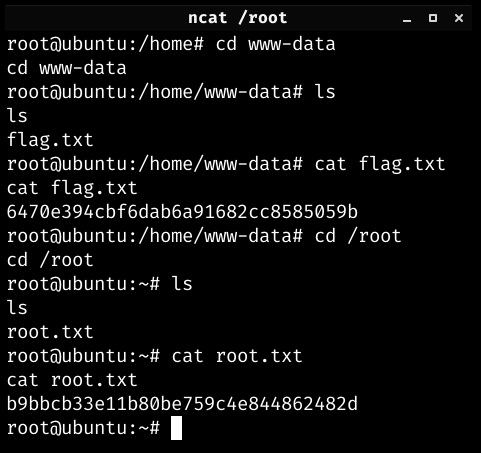 ncat /root
root@ubuntu:/home# cd www-data
cd www-data
root@ubuntu:/home/www-data# ls
ls
flag.txt
root@ubuntu:/home/www-data# cat flag.txt
cat flag.txt
6470e394cbf6dab6a91682cc8585059b
root@ubuntu:/home/www-data# cd /root
cd /root
root@ubuntu:~# ls
ls
root.txt
root@ubuntu:~# cat root.txt
cat root.txt
b9bbcb33e11b80be759c4e844862482d
root@ubuntu:~#